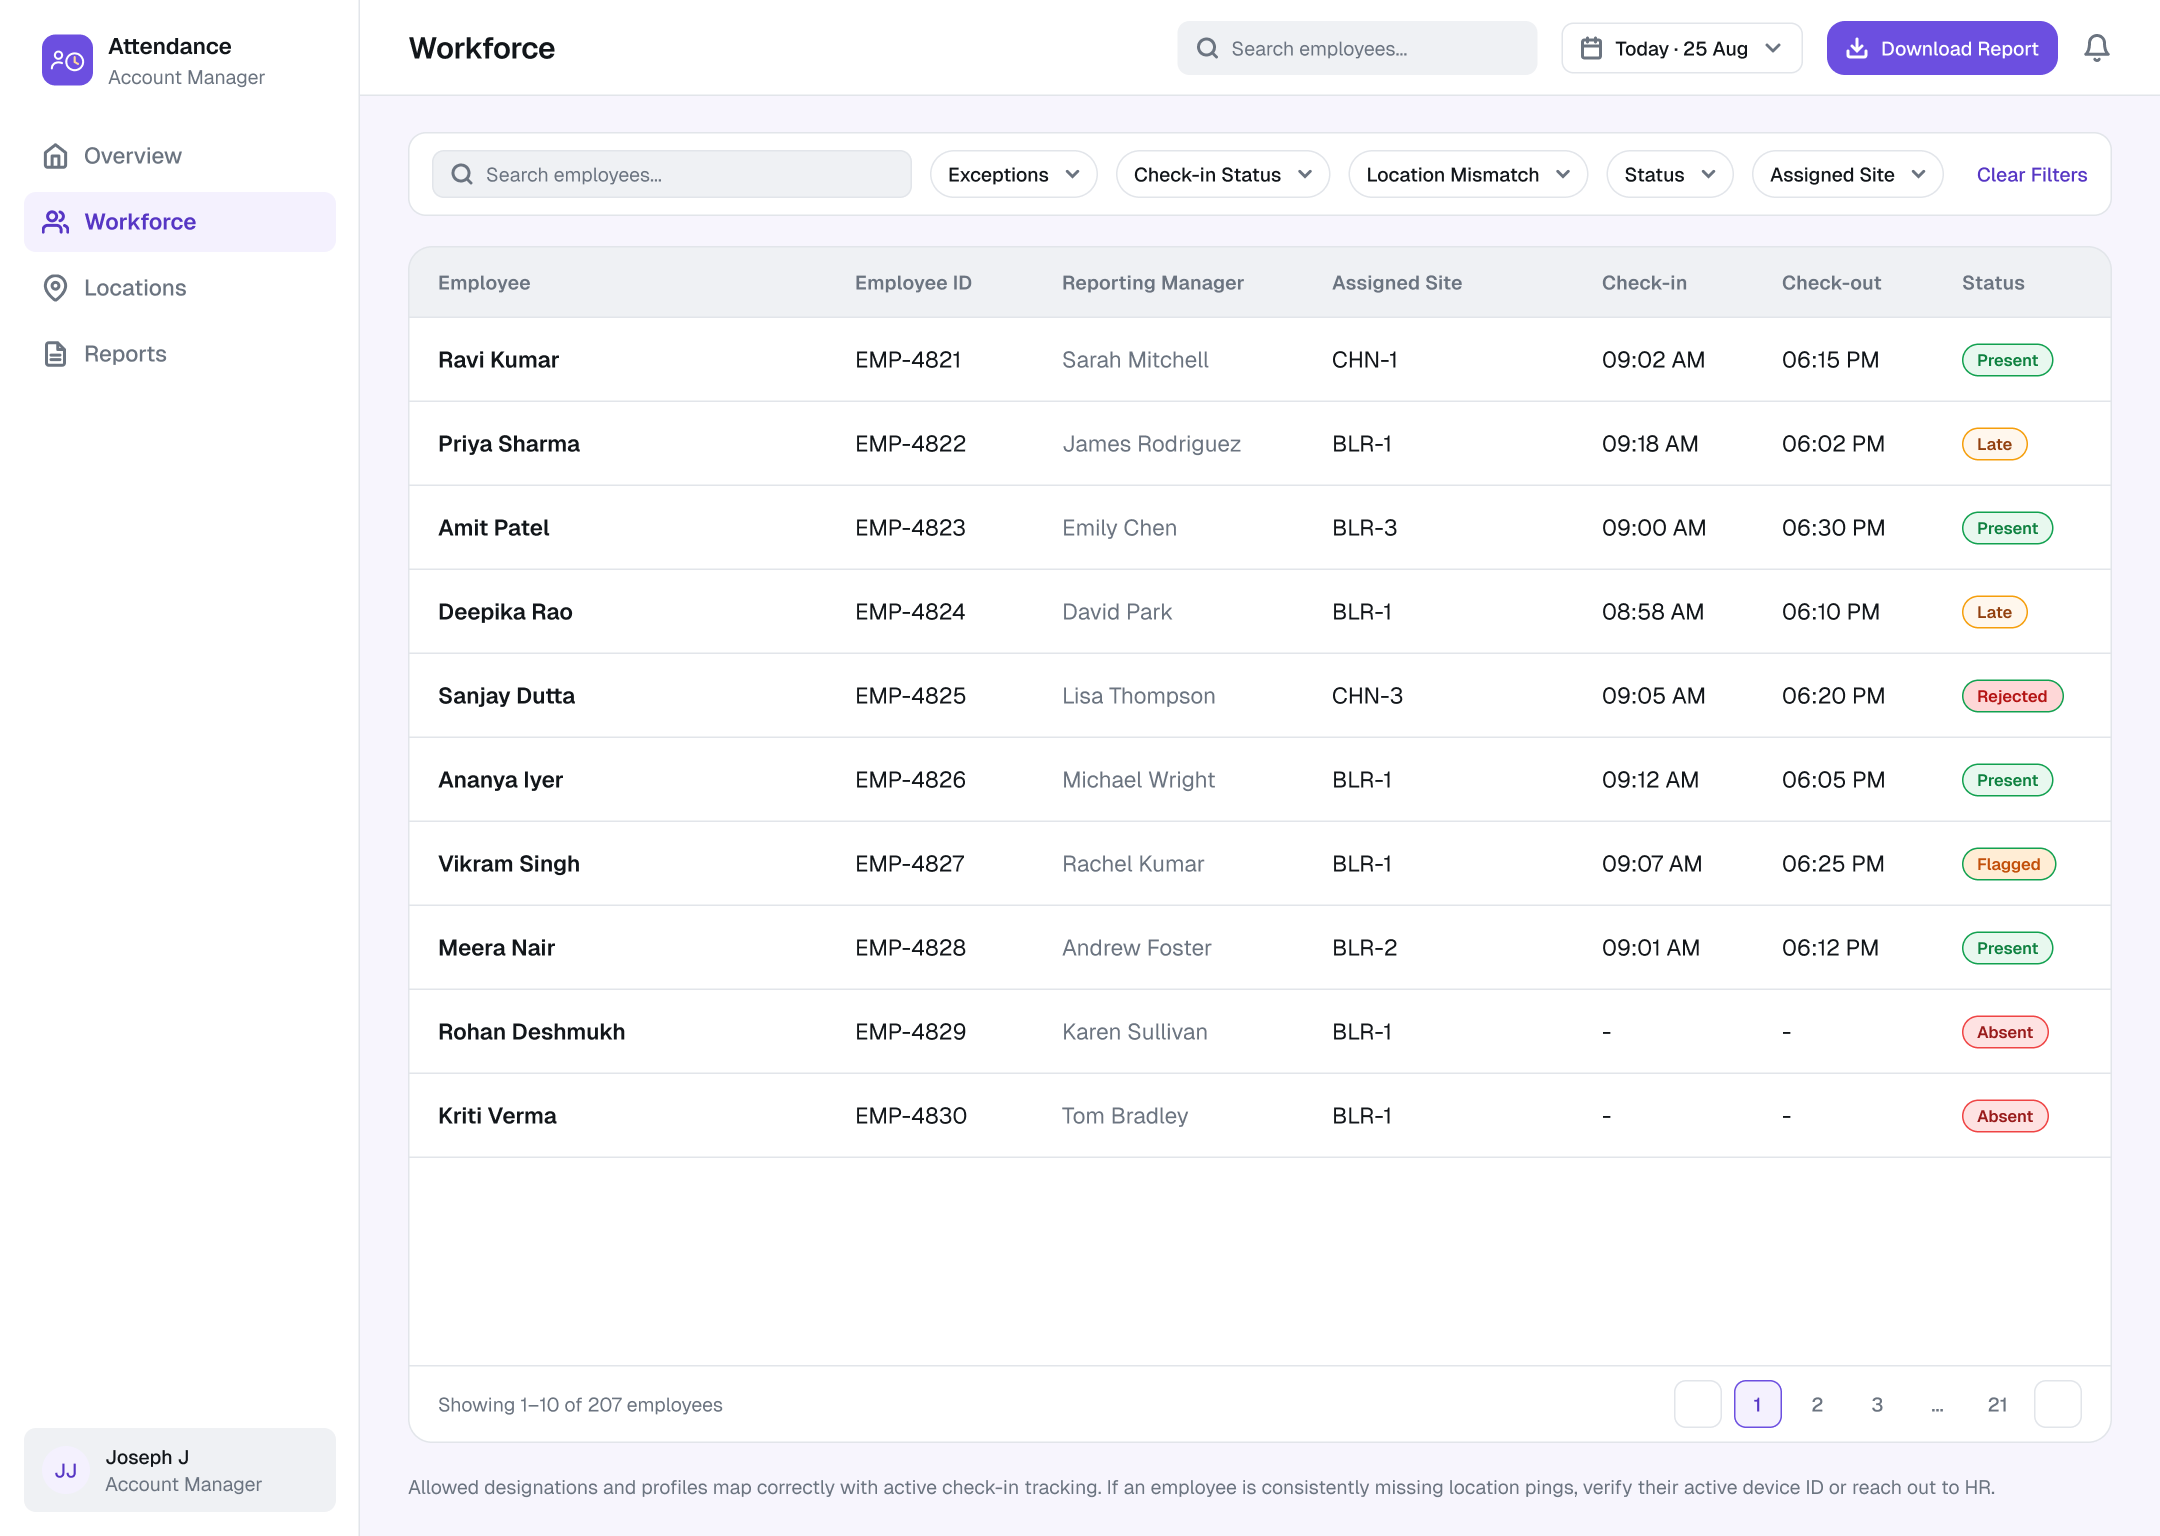 Attendance
Account Manager
Overview
Workforce
Locations
Reports
JJ
Joseph J
Account Manager
Workforce
Search employees...
Today · 25 Aug
Download Report
Search employees...
Exceptions
Check-in Status
Location Mismatch
Status
Assigned Site
Clear Filters
Employee Employee ID Reporting Manager Assigned Site Check-in Check-out Status
Ravi Kumar EMP-4821 Sarah Mitchell CHN-1 09:02 AM 06:15 PM Present
Priya Sharma EMP-4822 James Rodriguez BLR-1 09:18 AM 06:02 PM Late
Amit Patel EMP-4823 Emily Chen BLR-3 09:00 AM 06:30 PM Present
Deepika Rao EMP-4824 David Park BLR-1 08:58 AM 06:10 PM Late
Sanjay Dutta EMP-4825 Lisa Thompson CHN-3 09:05 AM 06:20 PM Rejected
Ananya Iyer EMP-4826 Michael Wright BLR-1 09:12 AM 06:05 PM Present
Vikram Singh EMP-4827 Rachel Kumar BLR-1 09:07 AM 06:25 PM Flagged
Meera Nair EMP-4828 Andrew Foster BLR-2 09:01 AM 06:12 PM Present
Rohan Deshmukh EMP-4829 Karen Sullivan BLR-1 - - Absent
Kriti Verma EMP-4830 Tom Bradley BLR-1 - - Absent
Showing 1–10 of 207 employees
1 2 3 ... 21
Allowed designations and profiles map correctly with active check-in tracking. If an employee is consistently missing location pings, verify their active device ID or reach out to HR.